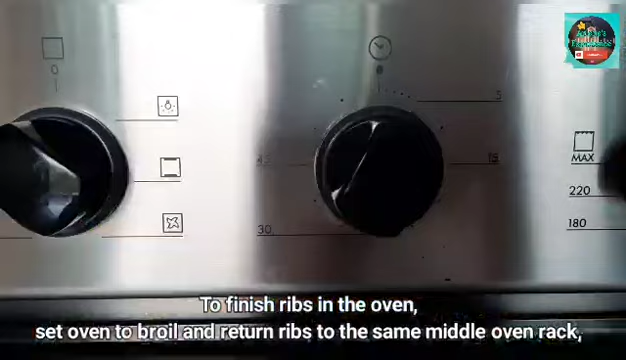 0
5
45
15
MAX
220
30
180
To finish ribs in the oven,
set oven to broil and return ribs to the same middle oven rack,